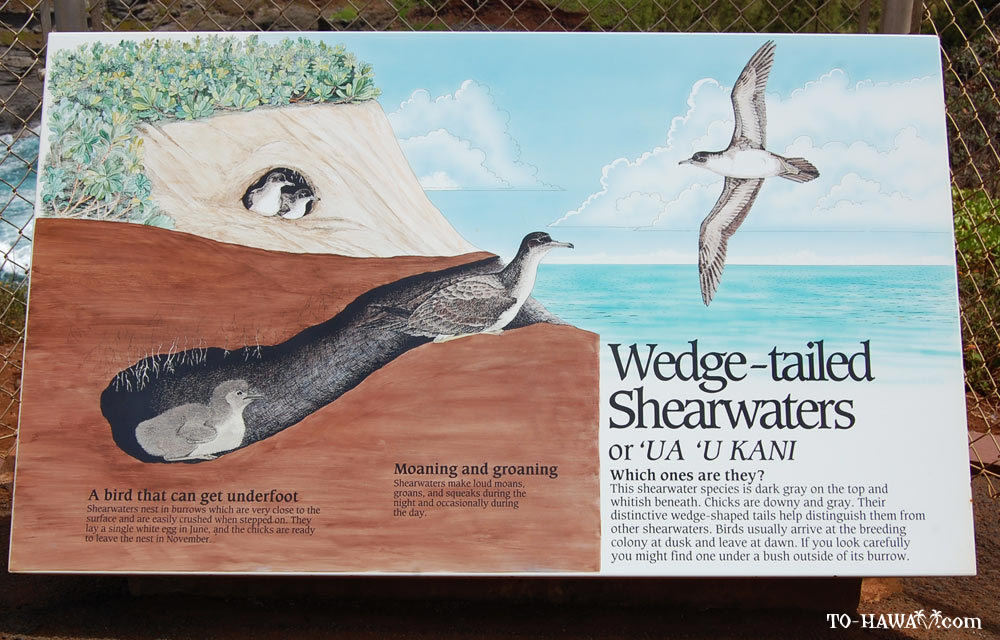 Wedge-tailed
Shearwaters
or ‘UA ‘U KANI
Which ones are they?
This shearwater species is dark gray on the top and
whitish beneath. Chicks are downy and gray. Their
distinctive wedge-shaped tails help distinguish them from
other shearwaters. Birds usually arrive at the breeding
colony at dusk and leave at dawn. If you look carefully
you might find one under a bush outside of its burrow.
Moaning and groaning
Shearwaters make loud moans,
groans, and squeaks during the
night and occasionally during
the day.
A bird that can get underfoot
Shearwaters nest in burrows which are very close to the
surface and are easily crushed when stepped on. They
lay a single white egg in June, and the chicks are ready
to leave the nest in November.
TO-HAWAII.com